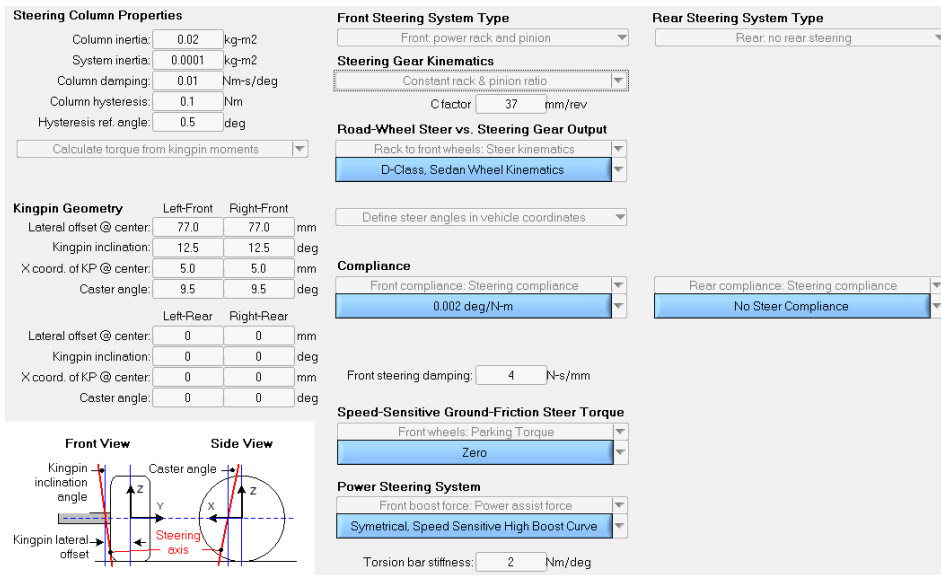 Steering Column Properties
Column inertia: 0.02 kg-m2
System inertia: 0.0001 kg-m2
Column damping: 0.01 Nm-s/deg
Column hysteresis: 0.1 Nm
Hysteresis ref. angle: 0.5 deg
Calculate torque from kingpin moments
Kingpin Geometry Left-Front Right-Front
Lateral offset @ center: 77.0 77.0 mm
Kingpin inclination: 12.5 12.5 deg
X coord. of KP @ center: 5.0 5.0 mm
Caster angle: 9.5 9.5 deg
Left-Rear Right-Rear
Lateral offset @ center: 0 0 mm
Kingpin inclination: 0 0 deg
X coord. of KP @ center: 0 0 mm
Caster angle: 0 0 deg
Front View Side View
Kingpin inclination angle
Caster angle
Z
Z
Y
X
Kingpin lateral offset
Steering axis
Front Steering System Type
Front: power rack and pinion
Steering Gear Kinematics
Constant rack & pinion ratio
C factor 37 mm/rev
Road-Wheel Steer vs. Steering Gear Output
Rack to front wheels: Steer kinematics
D-Class, Sedan Wheel Kinematics
Define steer angles in vehicle coordinates
Compliance
Front compliance: Steering compliance
0.002 deg/N-m
Front steering damping: 4 N-s/mm
Speed-Sensitive Ground-Friction Steer Torque
Front wheels: Parking Torque
Zero
Power Steering System
Front boost force: Power assist force
Symetrical, Speed Sensitive High Boost Curve
Torsion bar stiffness: 2 Nm/deg
Rear Steering System Type
Rear: no rear steering
Rear compliance: Steering compliance
No Steer Compliance